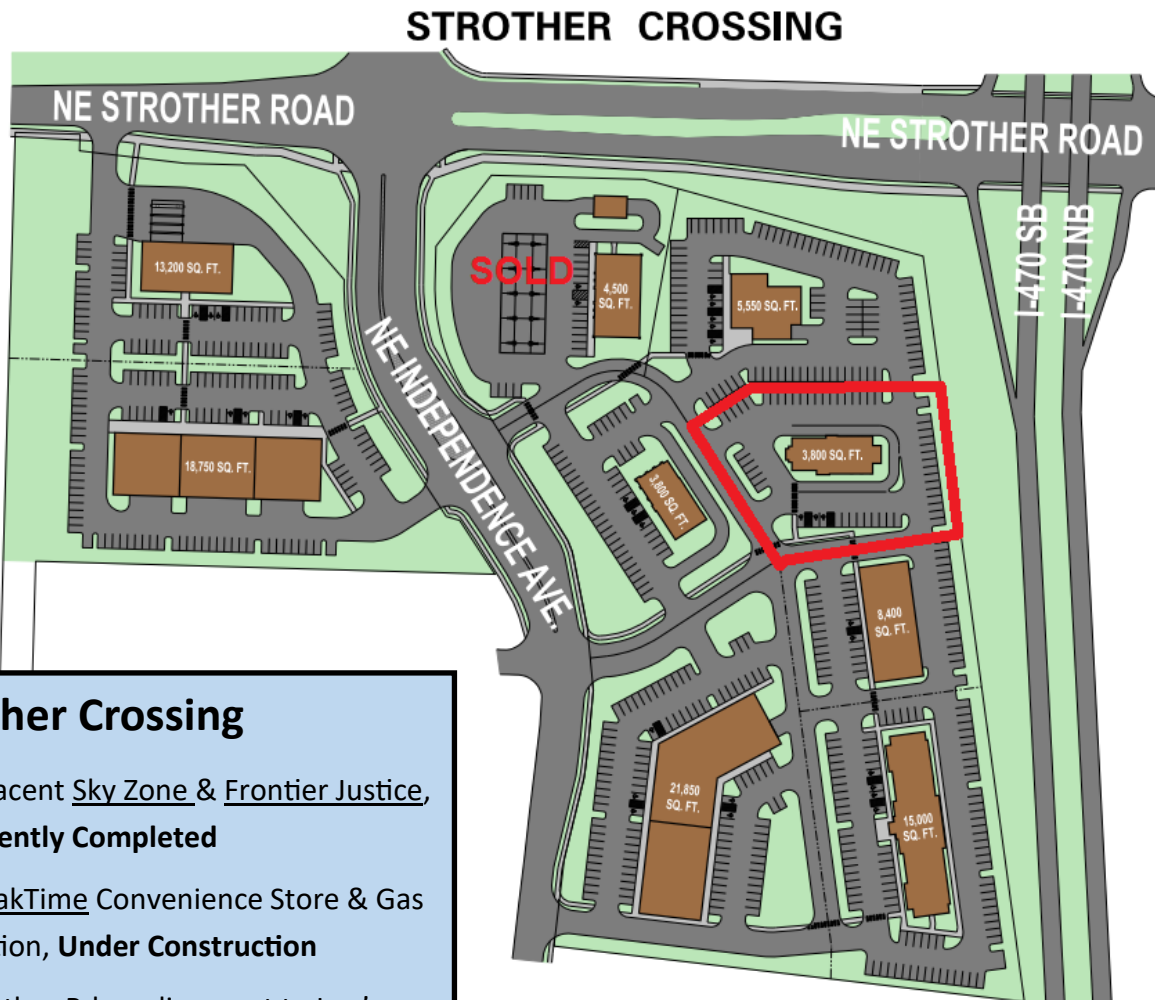 STROTHER CROSSING
NE STROTHER ROAD
NE STROTHER ROAD
I-470 SB
I-470 NB
13,200 SQ. FT.
SOLD
4,500
SQ. FT.
5,550 SQ. FT.
NE INDEPENDENCE AVE.
18,750 SQ. FT.
3,800 SQ. FT.
3,800 SQ. FT.
8,400
SQ. FT.
21,850
SQ. FT.
15,000
SQ. FT.
her Crossing
acent Sky Zone & Frontier Justice,
ently Completed
akTime Convenience Store & Gas
tion, Under Construction